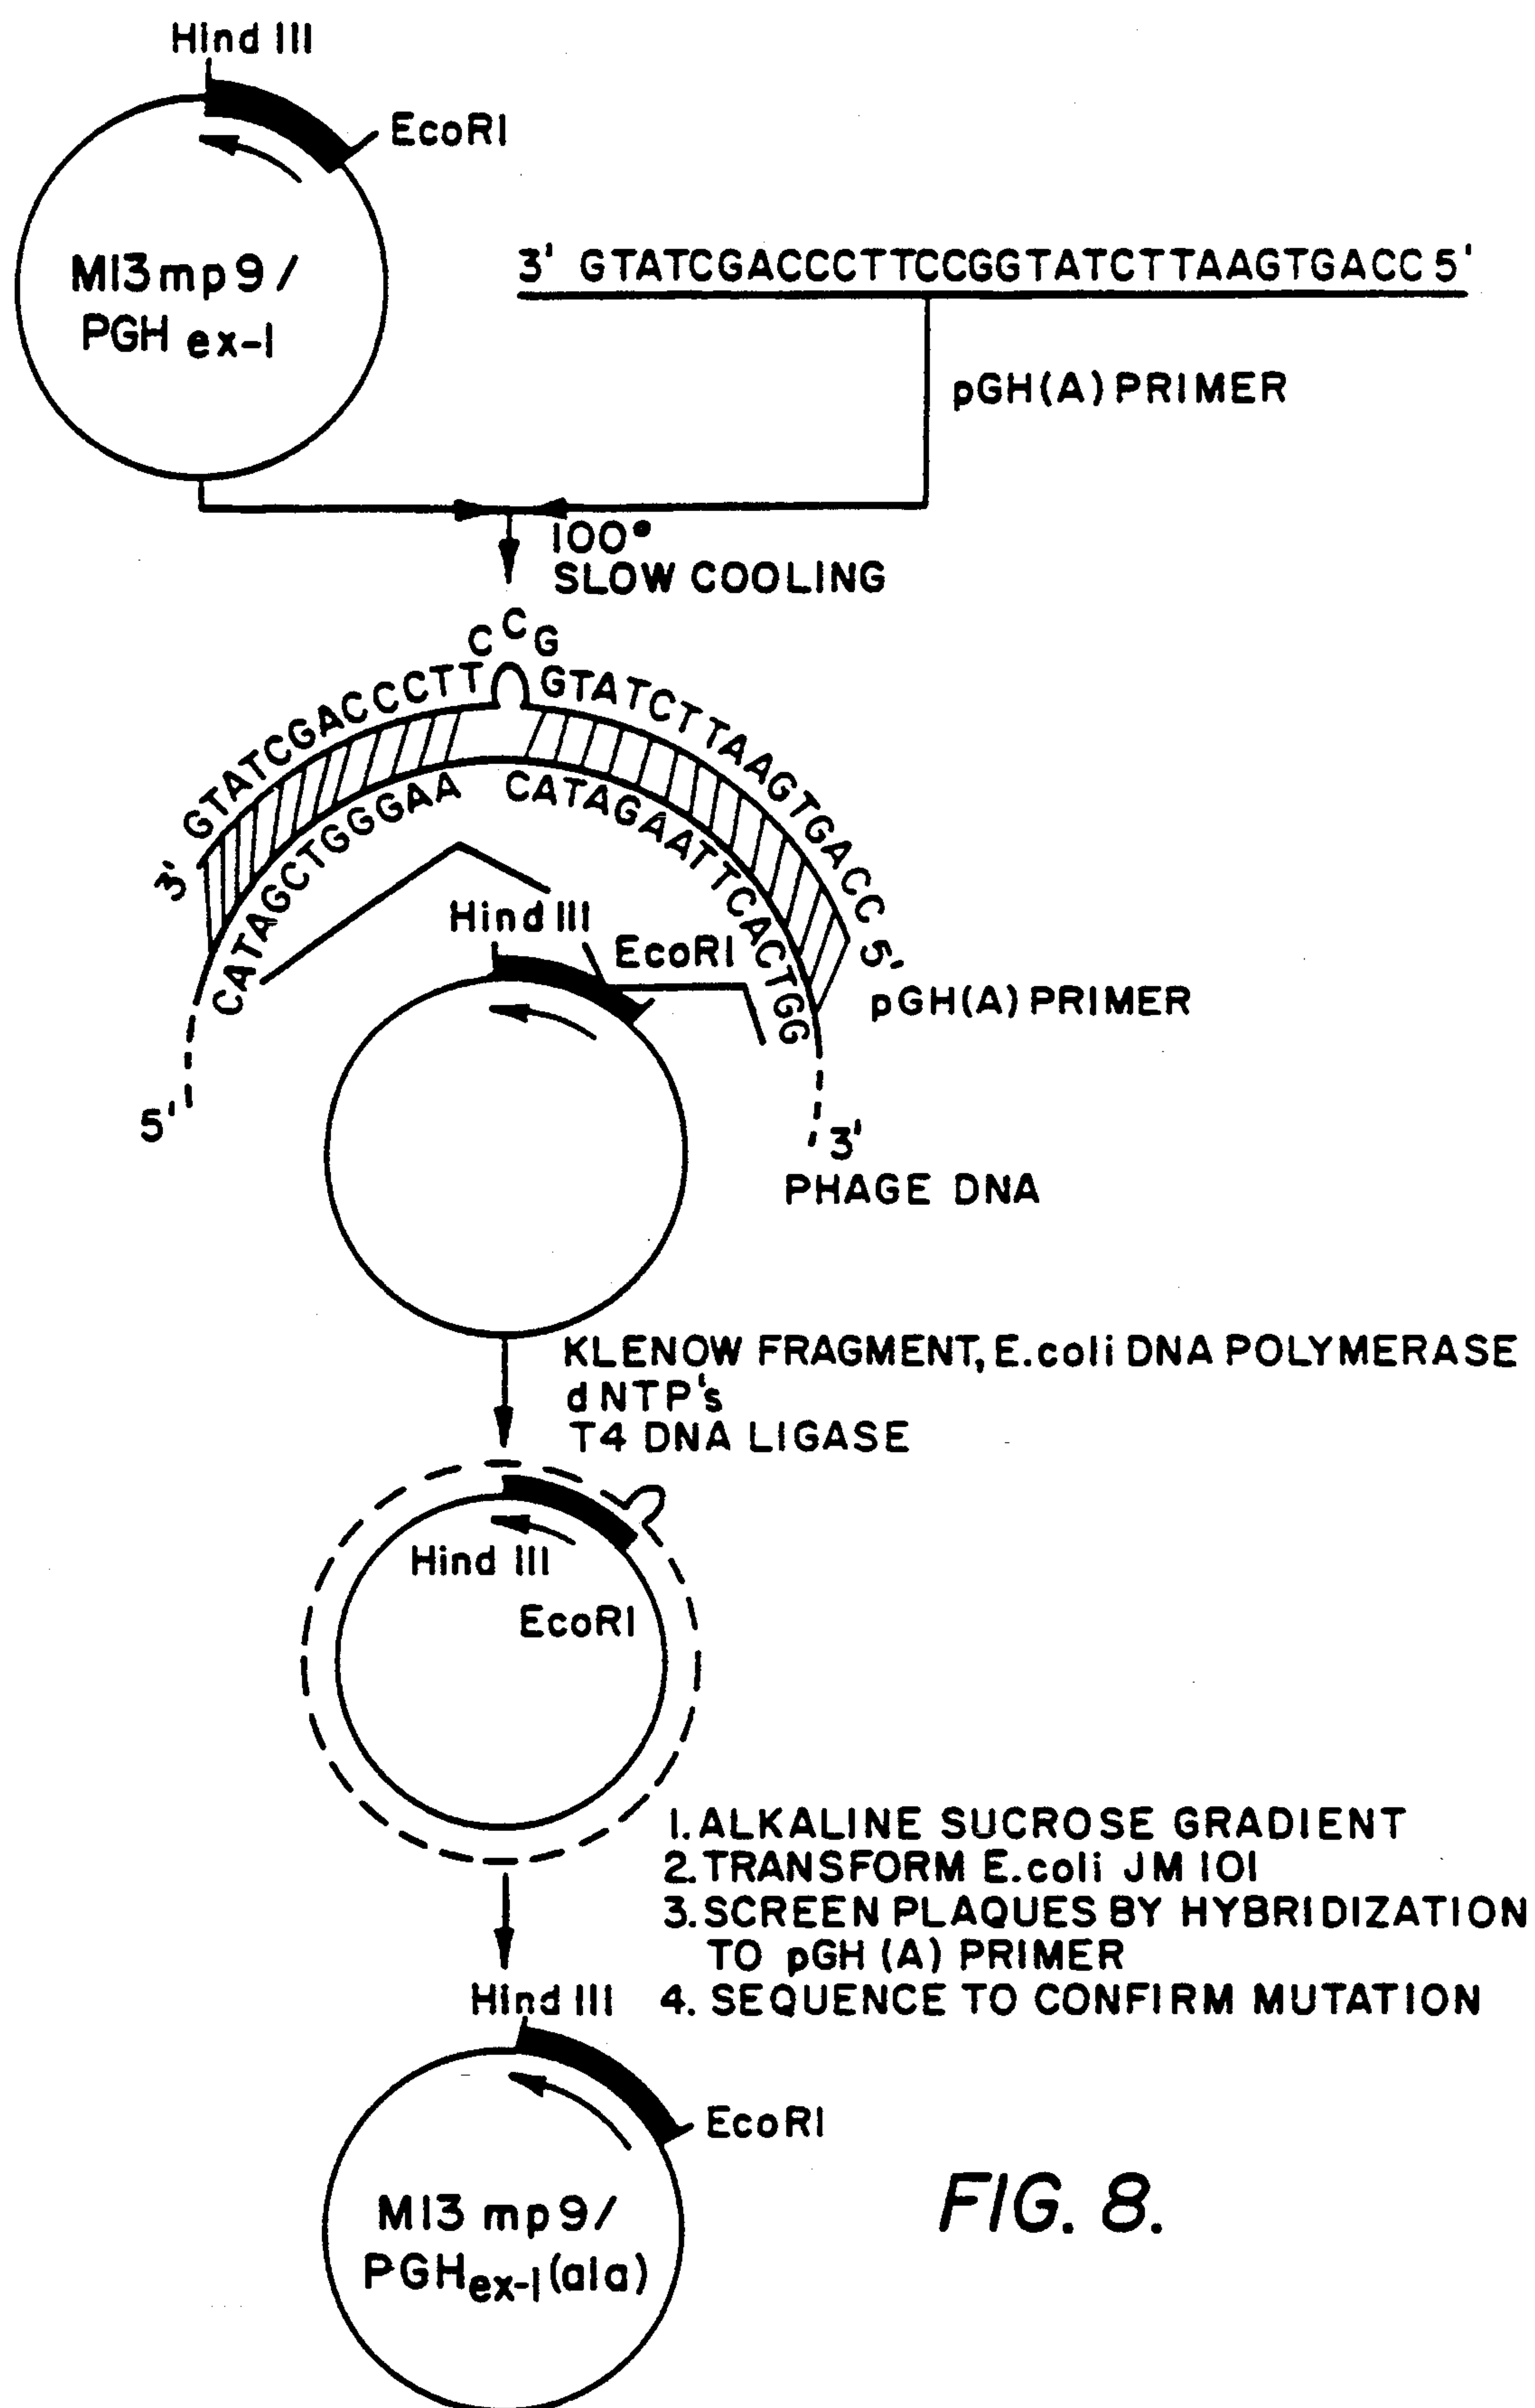 Hind III
EcoRI
M13mp9/
PGH ex-1
3' GTATCGACCCTTCCGGTATCTTAAGTGACC 5'
pGH(A) PRIMER
100°
SLOW COOLING
C C G
3' GTATCGACCCTT GTATCTTAAGTGACC 5'
CATAGCTGGGAA CATAGAATTCACTGG
Hind III
EcoRI
pGH(A) PRIMER
5'
3'
PHAGE DNA
KLENOW FRAGMENT, E.coli DNA POLYMERASE
dNTP's
T4 DNA LIGASE
Hind III
EcoRI
1. ALKALINE SUCROSE GRADIENT
2. TRANSFORM E.coli JM 101
3. SCREEN PLAQUES BY HYBRIDIZATION
TO pGH (A) PRIMER
4. SEQUENCE TO CONFIRM MUTATION
Hind III
EcoRI
M13 mp9/
PGHex-1(ala)
FIG. 8.